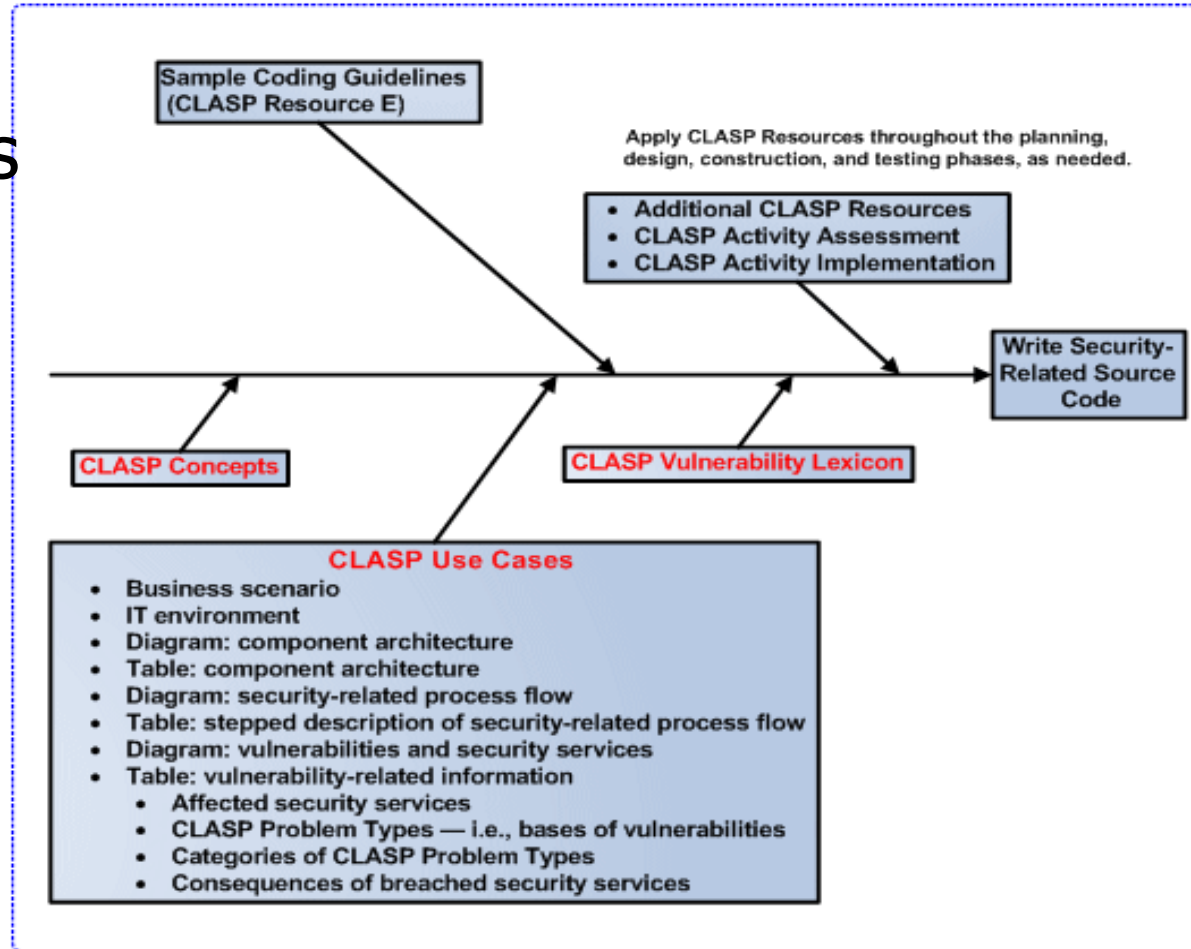 Sample Coding Guidelines
(CLASP Resource E)
s
Apply CLASP Resources throughout the planning,
design, construction, and testing phases, as needed.
• Additional CLASP Resources
• CLASP Activity Assessment
• CLASP Activity Implementation
Write Security-
Related Source
Code
CLASP Concepts
CLASP Vulnerability Lexicon
CLASP Use Cases
• Business scenario
• IT environment
• Diagram: component architecture
• Table: component architecture
• Diagram: security-related process flow
• Table: stepped description of security-related process flow
• Diagram: vulnerabilities and security services
• Table: vulnerability-related information
• Affected security services
• CLASP Problem Types — i.e., bases of vulnerabilities
• Categories of CLASP Problem Types
• Consequences of breached security services